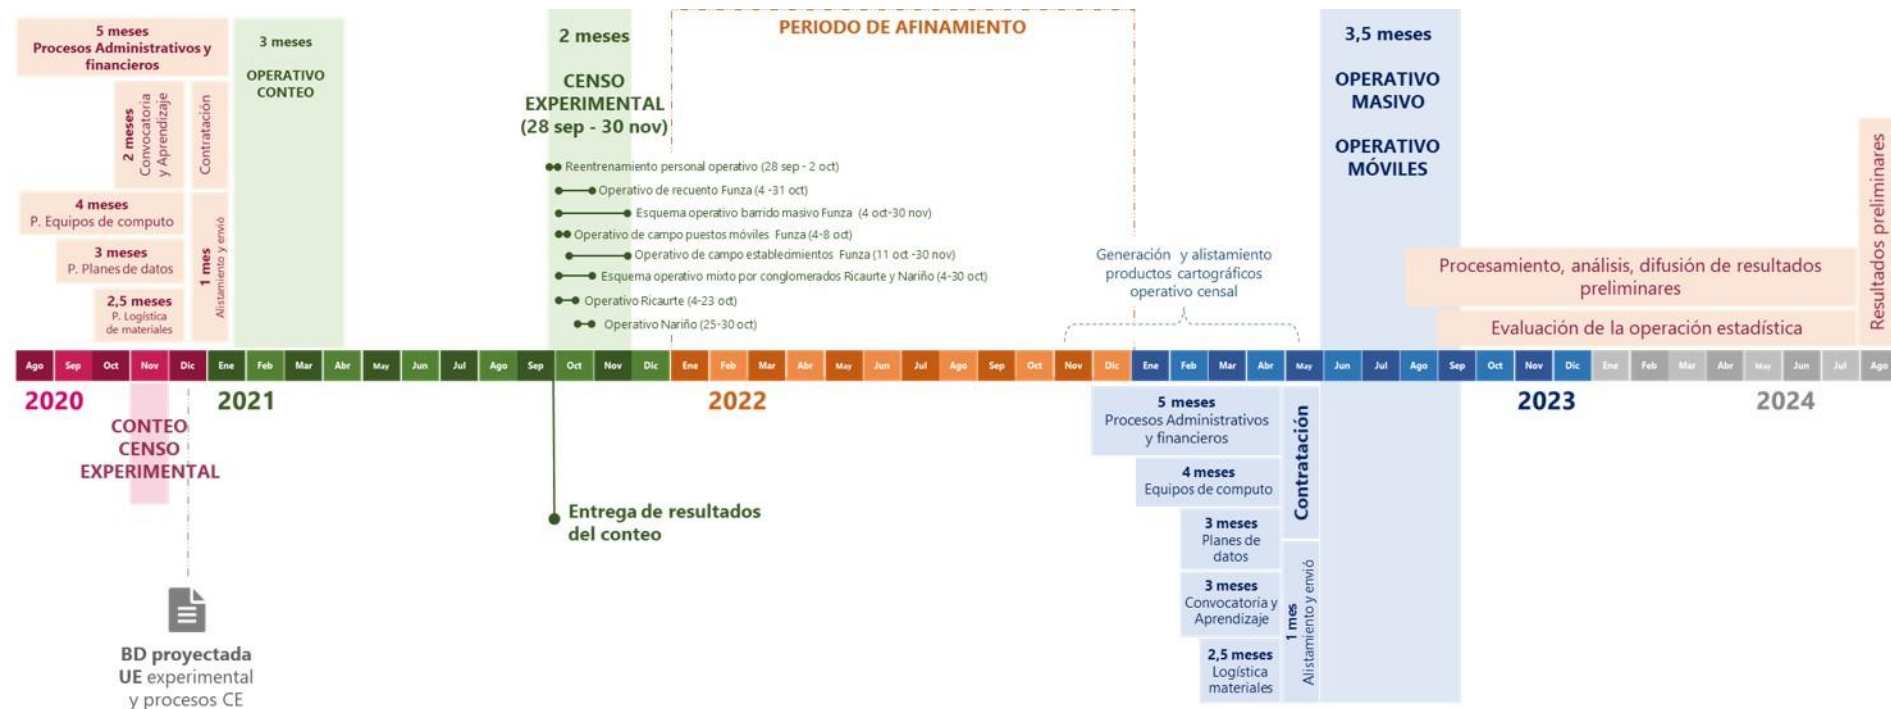 5 meses
Procesos Administrativos y
financieros
2 meses
Convocatoria
y Aprendizaje
Contratación
4 meses
P. Equipos de computo
3 meses
P. Planes de datos
2,5 meses
P. Logística
de materiales
1 mes
Alistamiento y envió
3 meses
OPERATIVO
CONTEO
2 meses
CENSO
EXPERIMENTAL
(28 sep - 30 nov)
Reentrenamiento personal operativo (28 sep - 2 oct)
Operativo de recuento Funza (4 -31 oct)
Esquema operativo barrido masivo Funza (4 oct-30 nov)
Operativo de campo puestos móviles Funza (4-8 oct)
Operativo de campo establecimientos Funza (11 oct -30 nov)
Esquema operativo mixto por conglomerados Ricaurte y Nariño (4-30 oct)
Operativo Ricaurte (4-23 oct)
Operativo Nariño (25-30 oct)
PERIODO DE AFINAMIENTO
Generación y alistamiento
productos cartográficos
operativo censal
3,5 meses
OPERATIVO
MASIVO
OPERATIVO
MÓVILES
Procesamiento, análisis, difusión de resultados
preliminares
Evaluación de la operación estadística
Resultados preliminares
Ago Sep Oct Nov Dic Ene Feb Mar Abr May Jun Jul Ago Sep Oct Nov Dic Ene Feb Mar Abr May Jun Jul Ago Sep Oct Nov Dic Ene Feb Mar Abr May Jun Jul Ago Sep Oct Nov Dic Ene Feb Mar Abr May Jun Jul Ago
2020 2021 2022 2023 2024
CONTEO
CENSO
EXPERIMENTAL
BD proyectada
UE experimental
y procesos CE
Entrega de resultados
del conteo
5 meses
Procesos Administrativos
y financieros
4 meses
Equipos de computo
3 meses
Planes de
datos
3 meses
Convocatoria y
Aprendizaje
2,5 meses
Logística
materiales
Contratación
1 mes
Alistamiento y envió